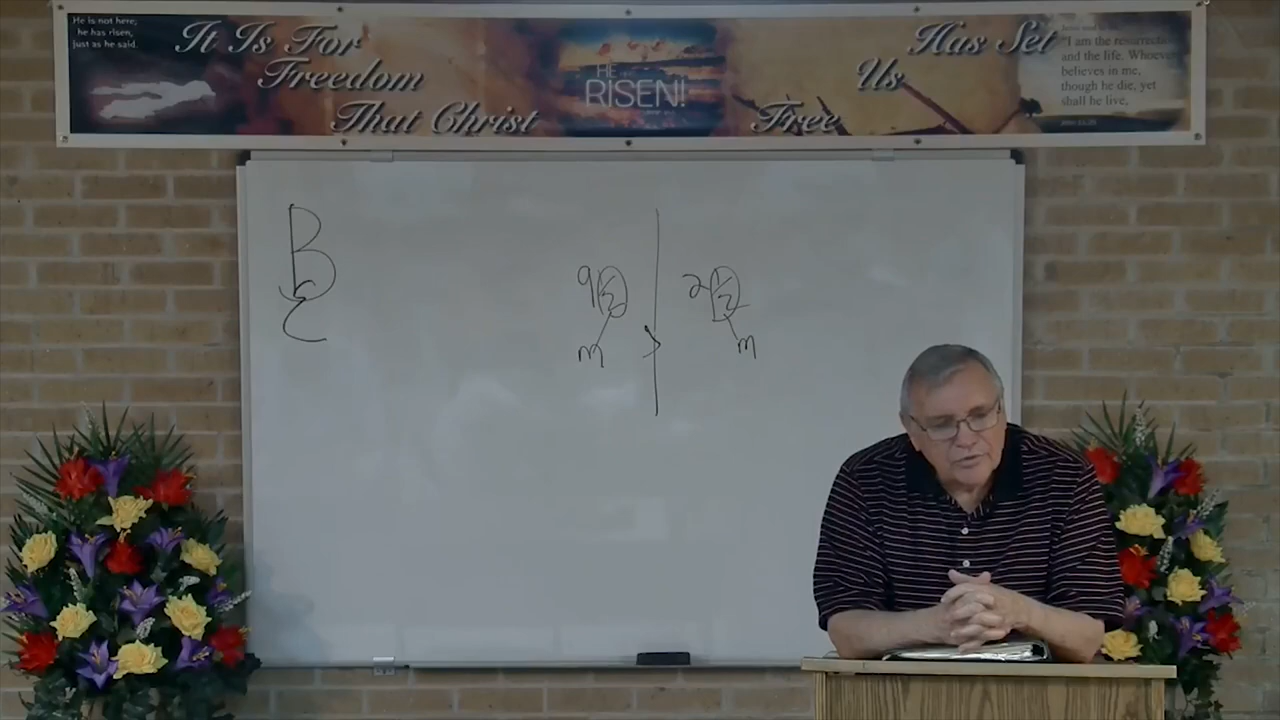 He is not here;
he has risen,
just as he said.
It Is For
Freedom
That Christ
HE
RISEN!
Has Set
Us
Free
"I am the resurrection
and the life. Whoever
believes in me,
though he die, yet
shall he live,
B
m
m